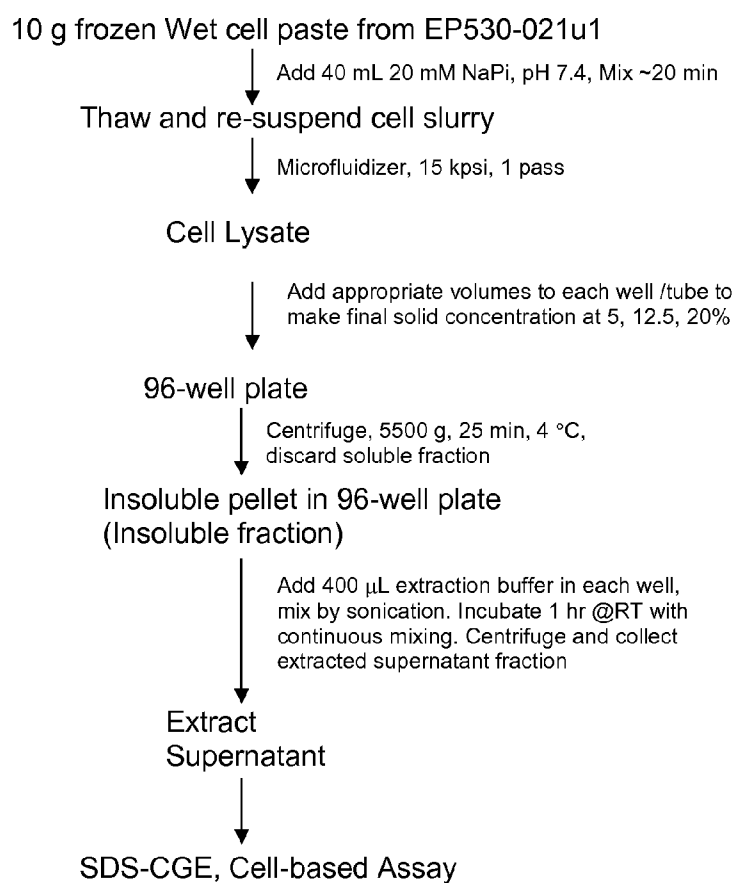 10 g frozen Wet cell paste from EP530-021u1
Add 40 mL 20 mM NaPi, pH 7.4, Mix ~20 min
Thaw and re-suspend cell slurry
Microfluidizer, 15 kpsi, 1 pass
Cell Lysate
Add appropriate volumes to each well /tube to
make final solid concentration at 5, 12.5, 20%
96-well plate
Centrifuge, 5500 g, 25 min, 4 °C,
discard soluble fraction
Insoluble pellet in 96-well plate
(Insoluble fraction)
Add 400 μL extraction buffer in each well,
mix by sonication. Incubate 1 hr @RT with
continuous mixing. Centrifuge and collect
extracted supernatant fraction
Extract
Supernatant
SDS-CGE, Cell-based Assay